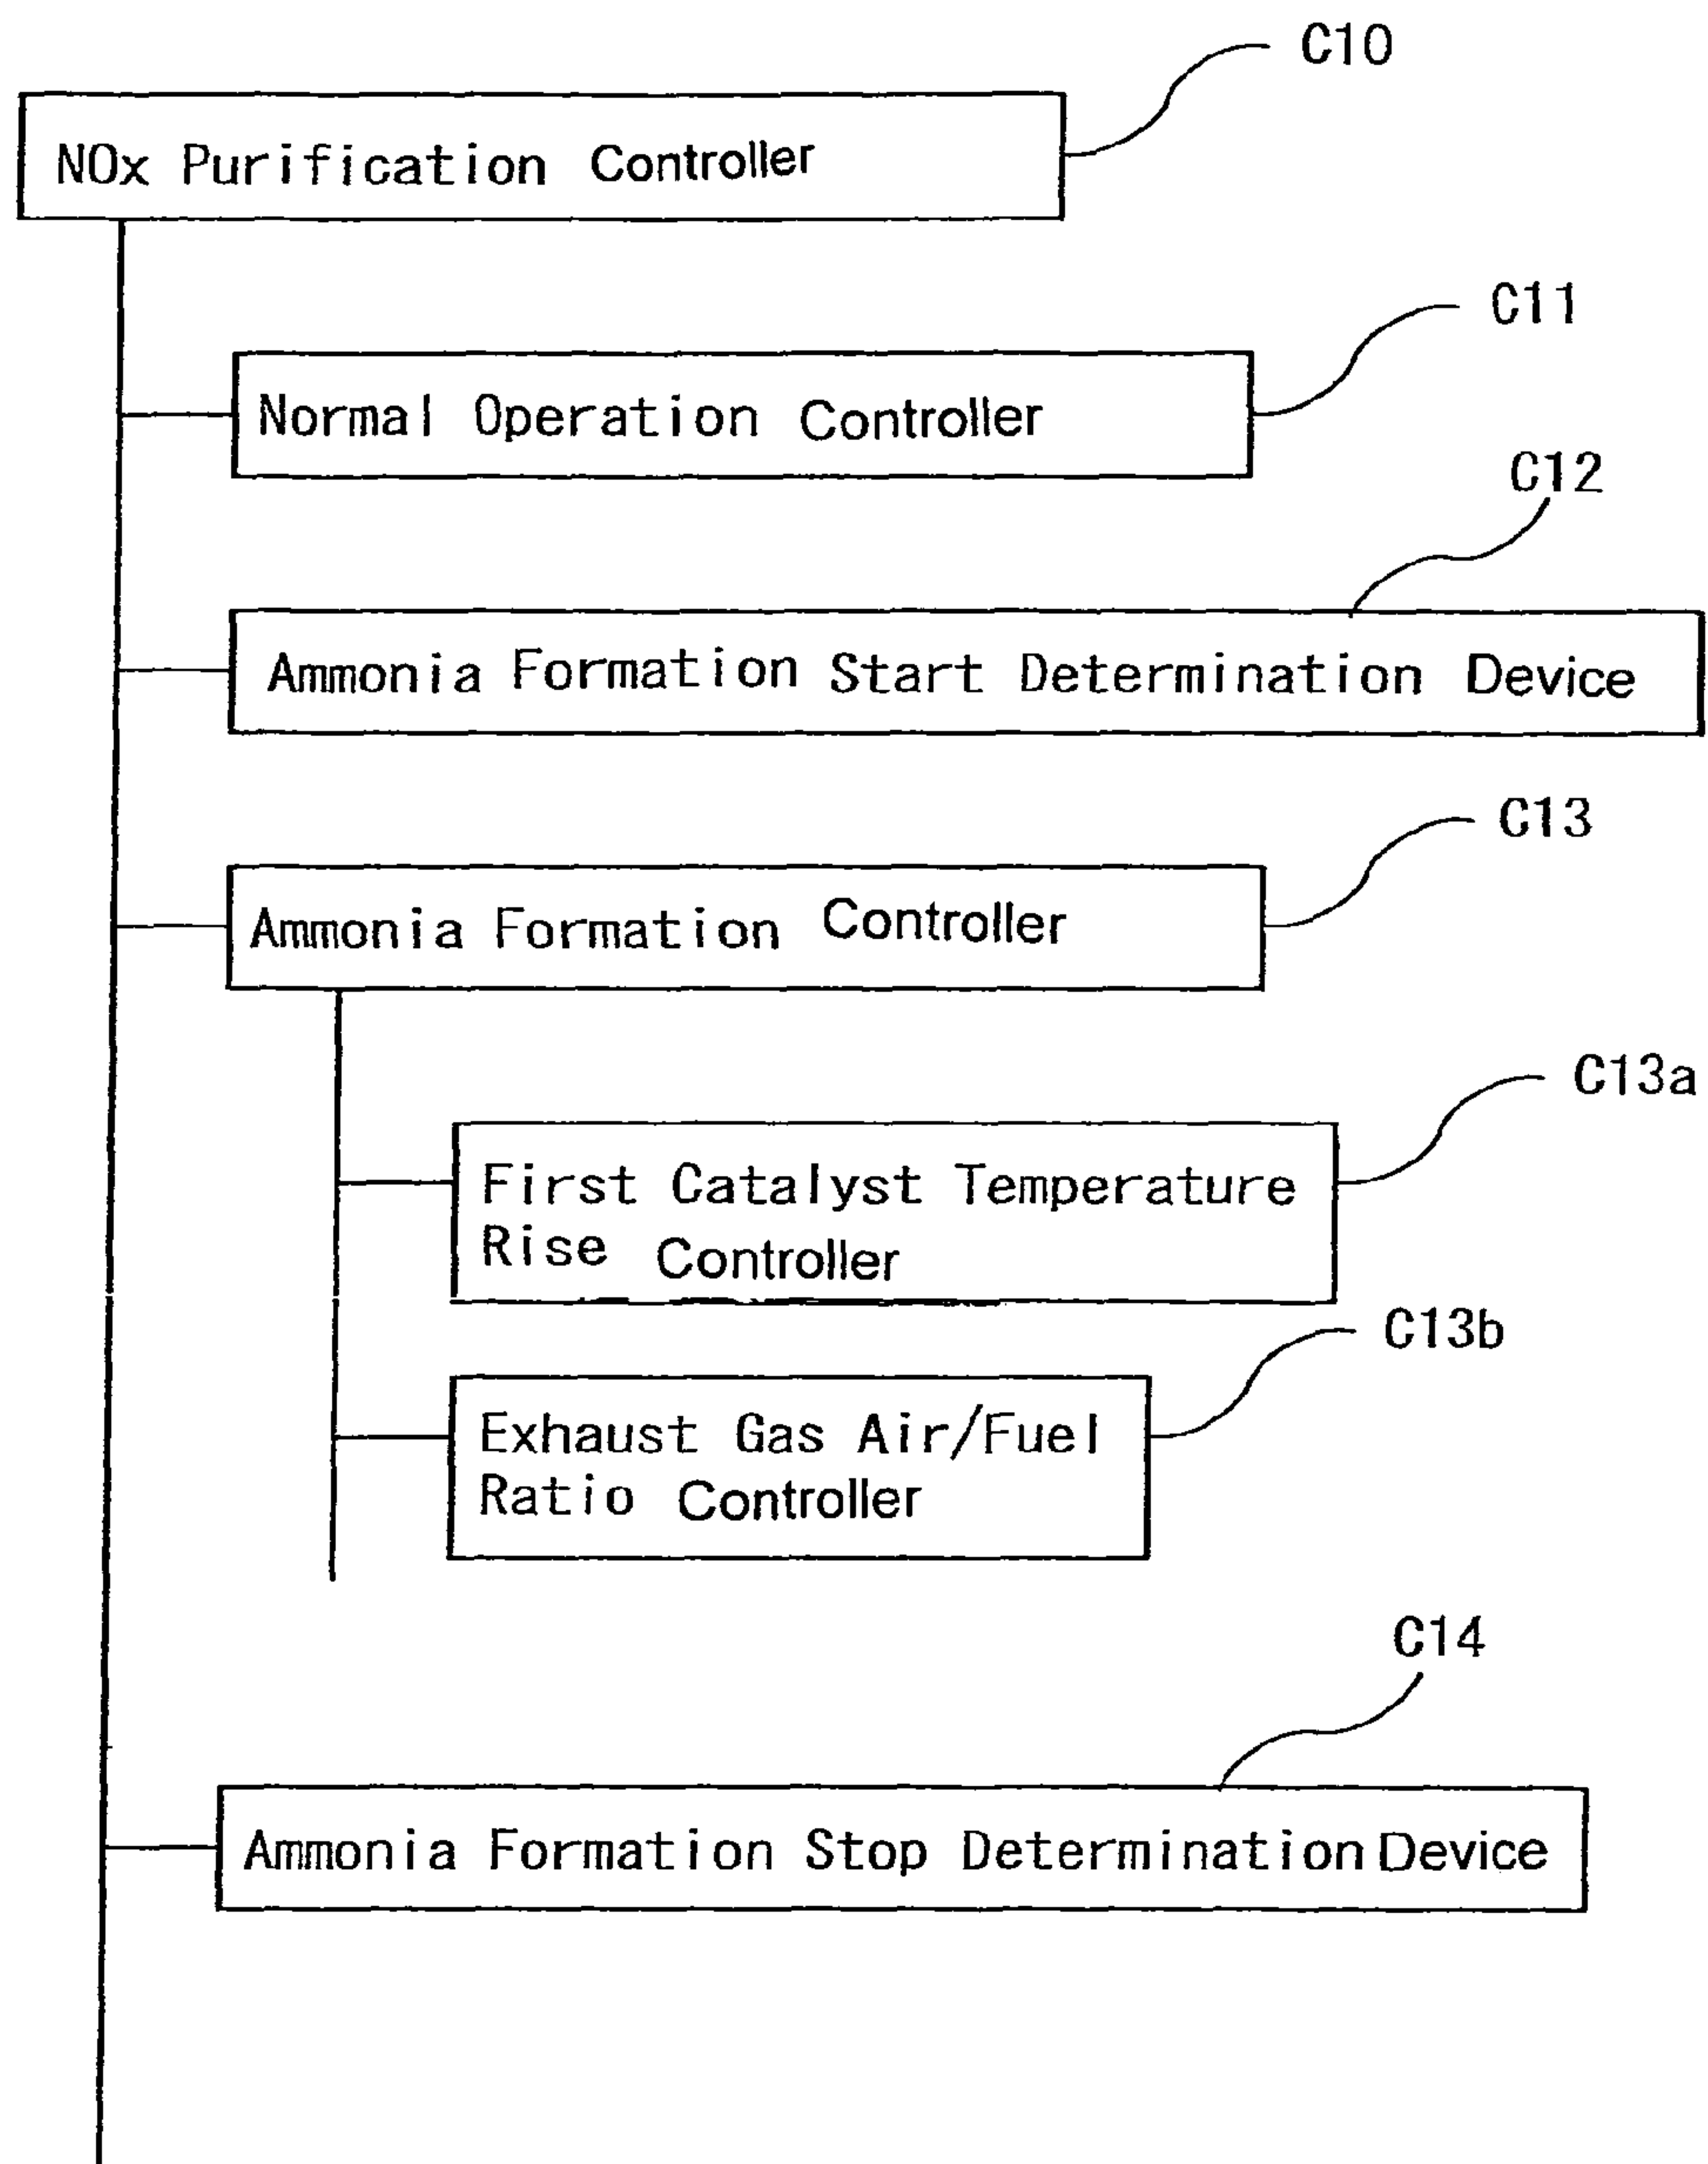 C10
NOx Purification Controller
C11
Normal Operation Controller
C12
Ammonia Formation Start Determination Device
C13
Ammonia Formation Controller
C13a
First Catalyst Temperature
Rise Controller
C13b
Exhaust Gas Air/Fuel
Ratio Controller
C14
Ammonia Formation Stop Determination Device